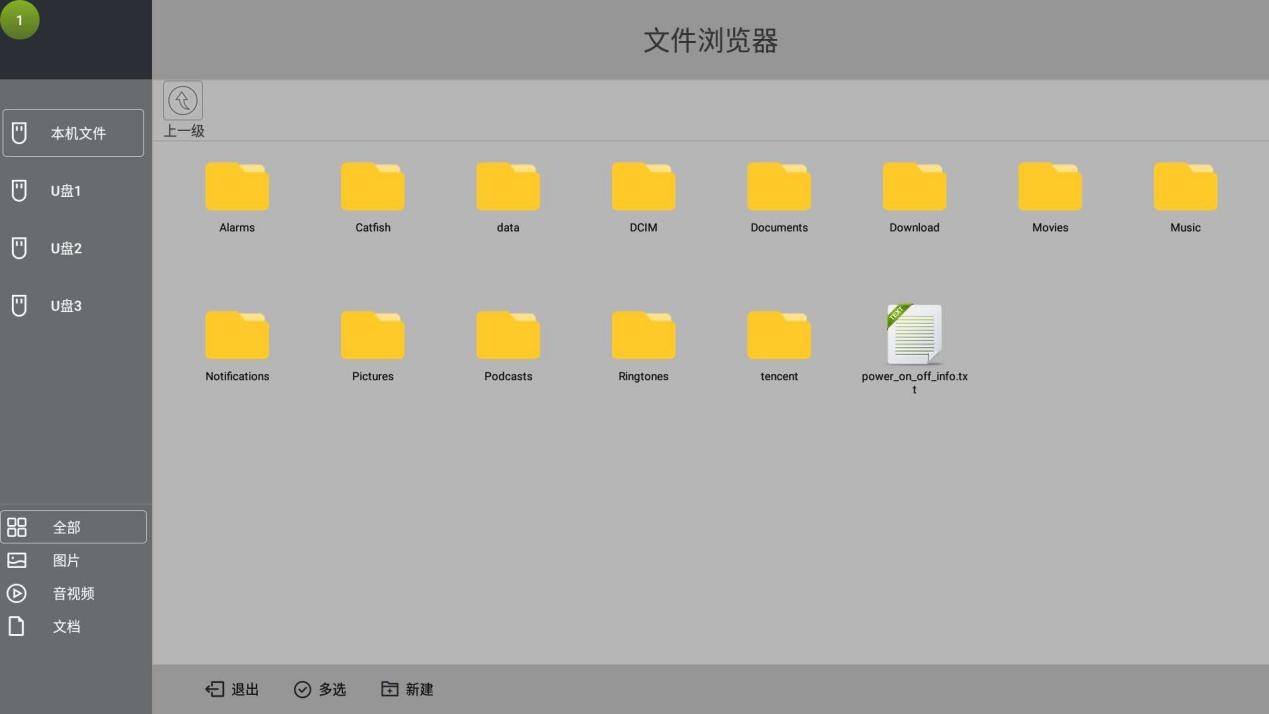 1
文件浏览器
本机文件
上一级
U盘1
U盘2
U盘3
Alarms
Catfish
data
DCIM
Documents
Download
Movies
Music
Notifications
Pictures
Podcasts
Ringtones
tencent
TEXT
power_on_off_info.tx
t
全部
图片
音视频
文档
退出
多选
新建